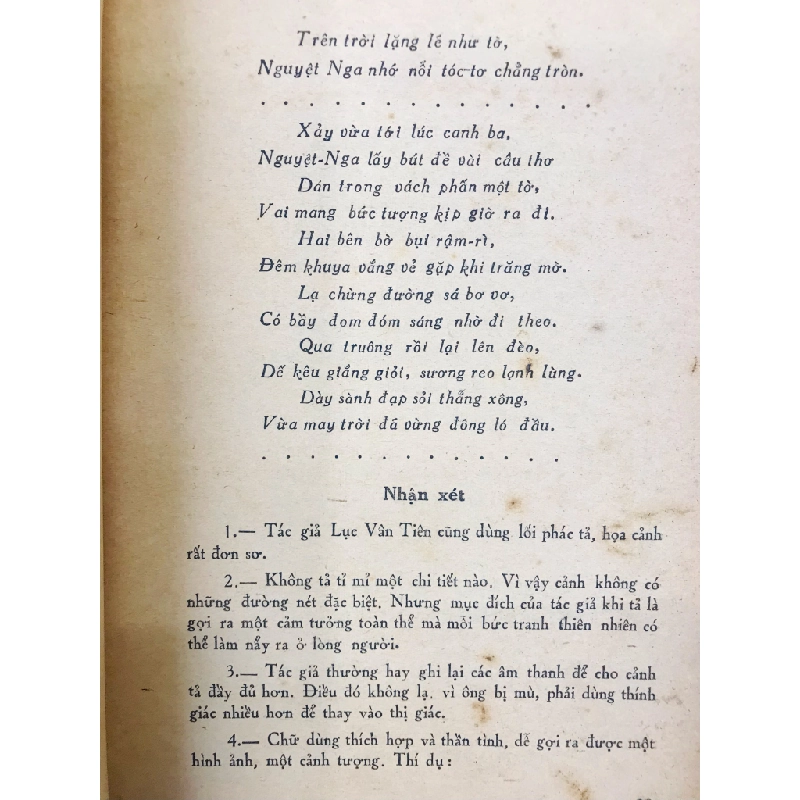 Trên trời lặng lẽ như tờ,
Nguyệt Nga nhớ nỗi tóc-tơ chẳng tròn.
. . . . . . . . . . . . . . . . . .
Xảy vừa tới lúc canh ba,
Nguyệt-Nga lấy bút đề vài câu thơ
Dán trong vách phấn một tờ,
Vai mang bức tượng kịp giờ ra đi.
Hai bên bờ bụi rậm-rì,
Đêm khuya vắng vẻ gặp khi trăng mờ.
Lạ chừng đường sá bơ vơ,
Có bầy đom đóm sáng nhờ đi theo.
Qua truông rồi lại lên đèo,
Dế kêu giắng giỏi, sương reo lạnh lùng.
Dày sành đạp sỏi thẳng xông,
Vừa may trời đã vừng đông ló đầu.
. . . . . . . . . . . . . .
Nhận xét
1.— Tác giả Lục Vân Tiên cũng dùng lối phác tả, họa cảnh
rất đơn sơ.
2.— Không tả tỉ mỉ một chi tiết nào. Vì vậy cảnh không có
những đường nét đặc biệt. Nhưng mục đích của tác giả khi tả là
gợi ra một cảm tưởng toàn thể mà mỗi bức tranh thiên nhiên có
thể làm nẩy ra ở lòng người.
3.— Tác giả thường hay ghi lại các âm thanh để cho cảnh
tả đầy đủ hơn. Điều đó không lạ. vì ông bị mù, phải dùng thính
giác nhiều hơn để thay vào thị giác.
4.— Chữ dùng thích hợp và thần tình, dễ gợi ra được một
hình ảnh, một cảnh tượng. Thí dụ :